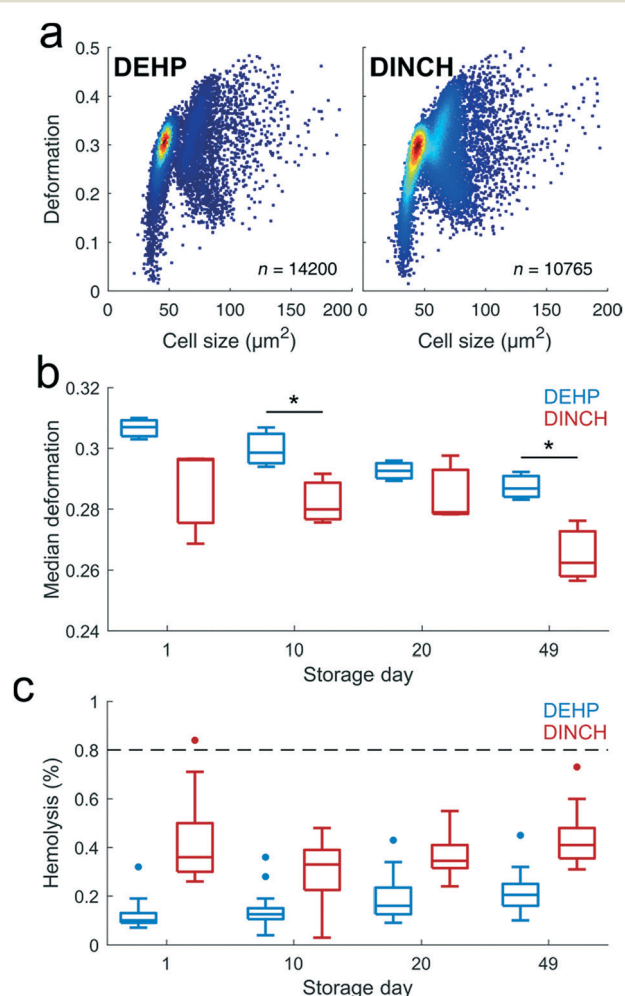 a
DEHP
DINCH
0.5
0.4
0.3
0.2
0.1
0
Deformation
n = 14200
n = 10765
0 50 100 150 200
0 50 100 150 200
Cell size (µm²)
Cell size (µm²)
b
0.32
0.3
0.28
0.26
0.24
Median deformation
*
*
DEHP
DINCH
1 10 20 49
Storage day
c
1
0.8
0.6
0.4
0.2
0
Hemolysis (%)
DEHP
DINCH
1 10 20 49
Storage day